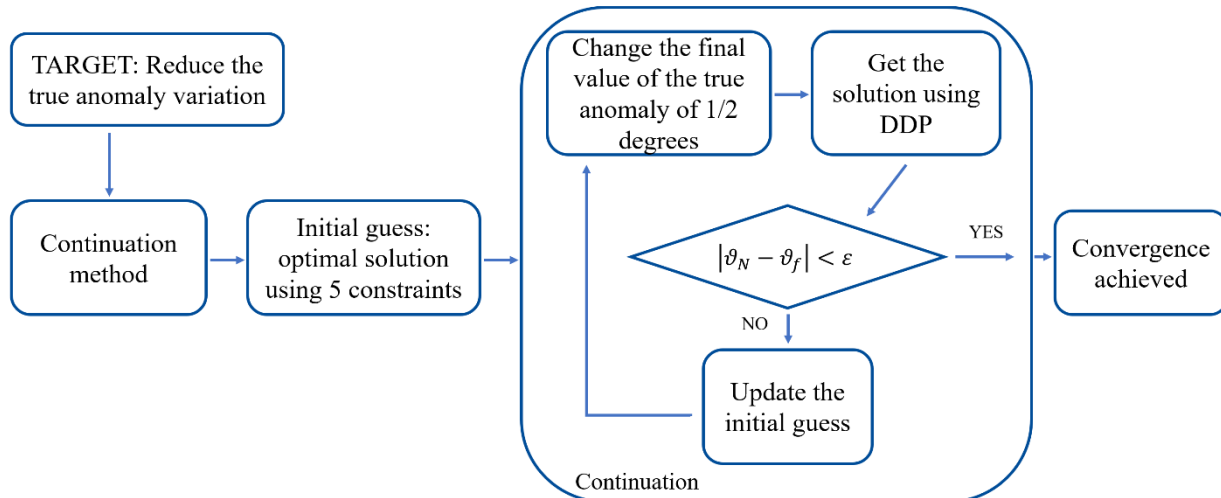 TARGET: Reduce the
true anomaly variation
Continuation
method
Initial guess:
optimal solution
using 5 constraints
Change the final
value of the true
anomaly of 1/2
degrees
Get the
solution using
DDP
|𝜗_N − 𝜗_f| < 𝜀
YES
NO
Update the
initial guess
Continuation
Convergence
achieved